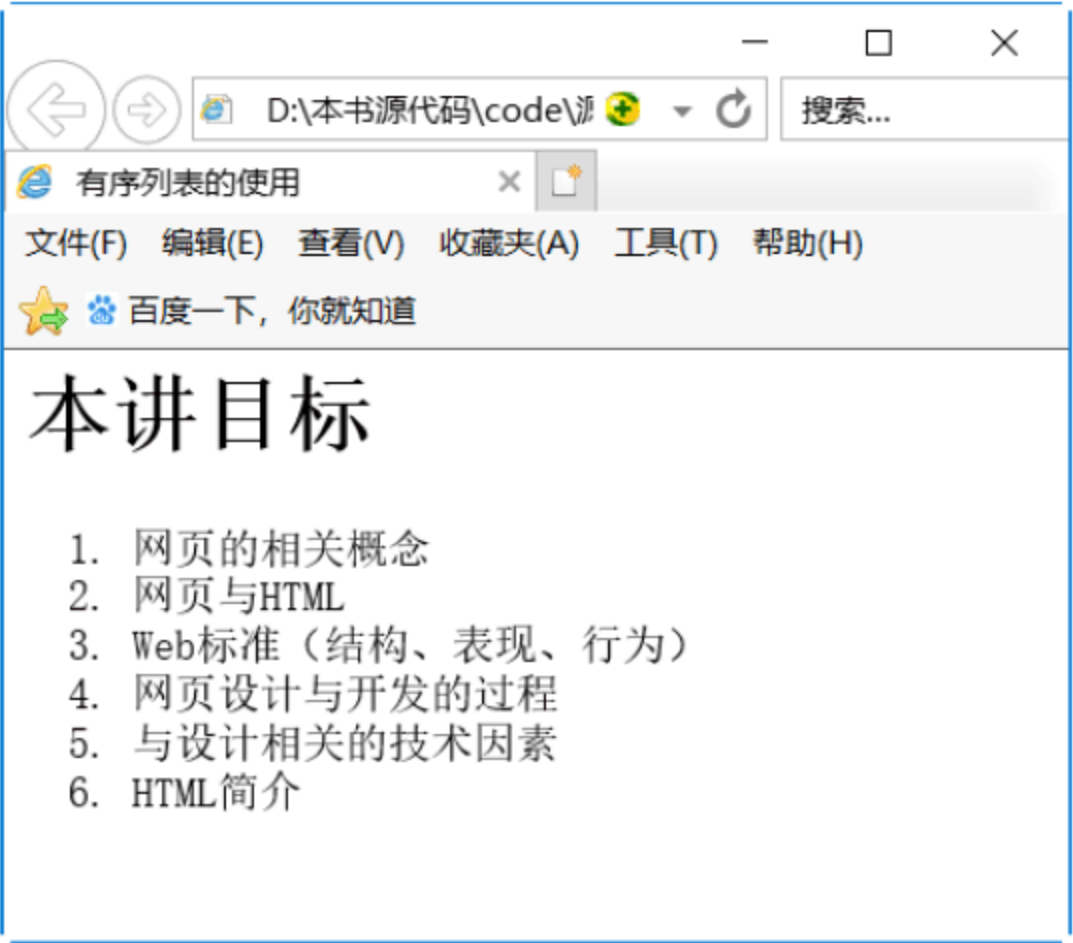 D:\本书源代码\code\源 搜索...
有序列表的使用
文件(F) 编辑(E) 查看(V) 收藏夹(A) 工具(T) 帮助(H)
百度一下，你就知道
本讲目标
1. 网页的相关概念
2. 网页与HTML
3. Web标准（结构、表现、行为）
4. 网页设计与开发的过程
5. 与设计相关的技术因素
6. HTML简介